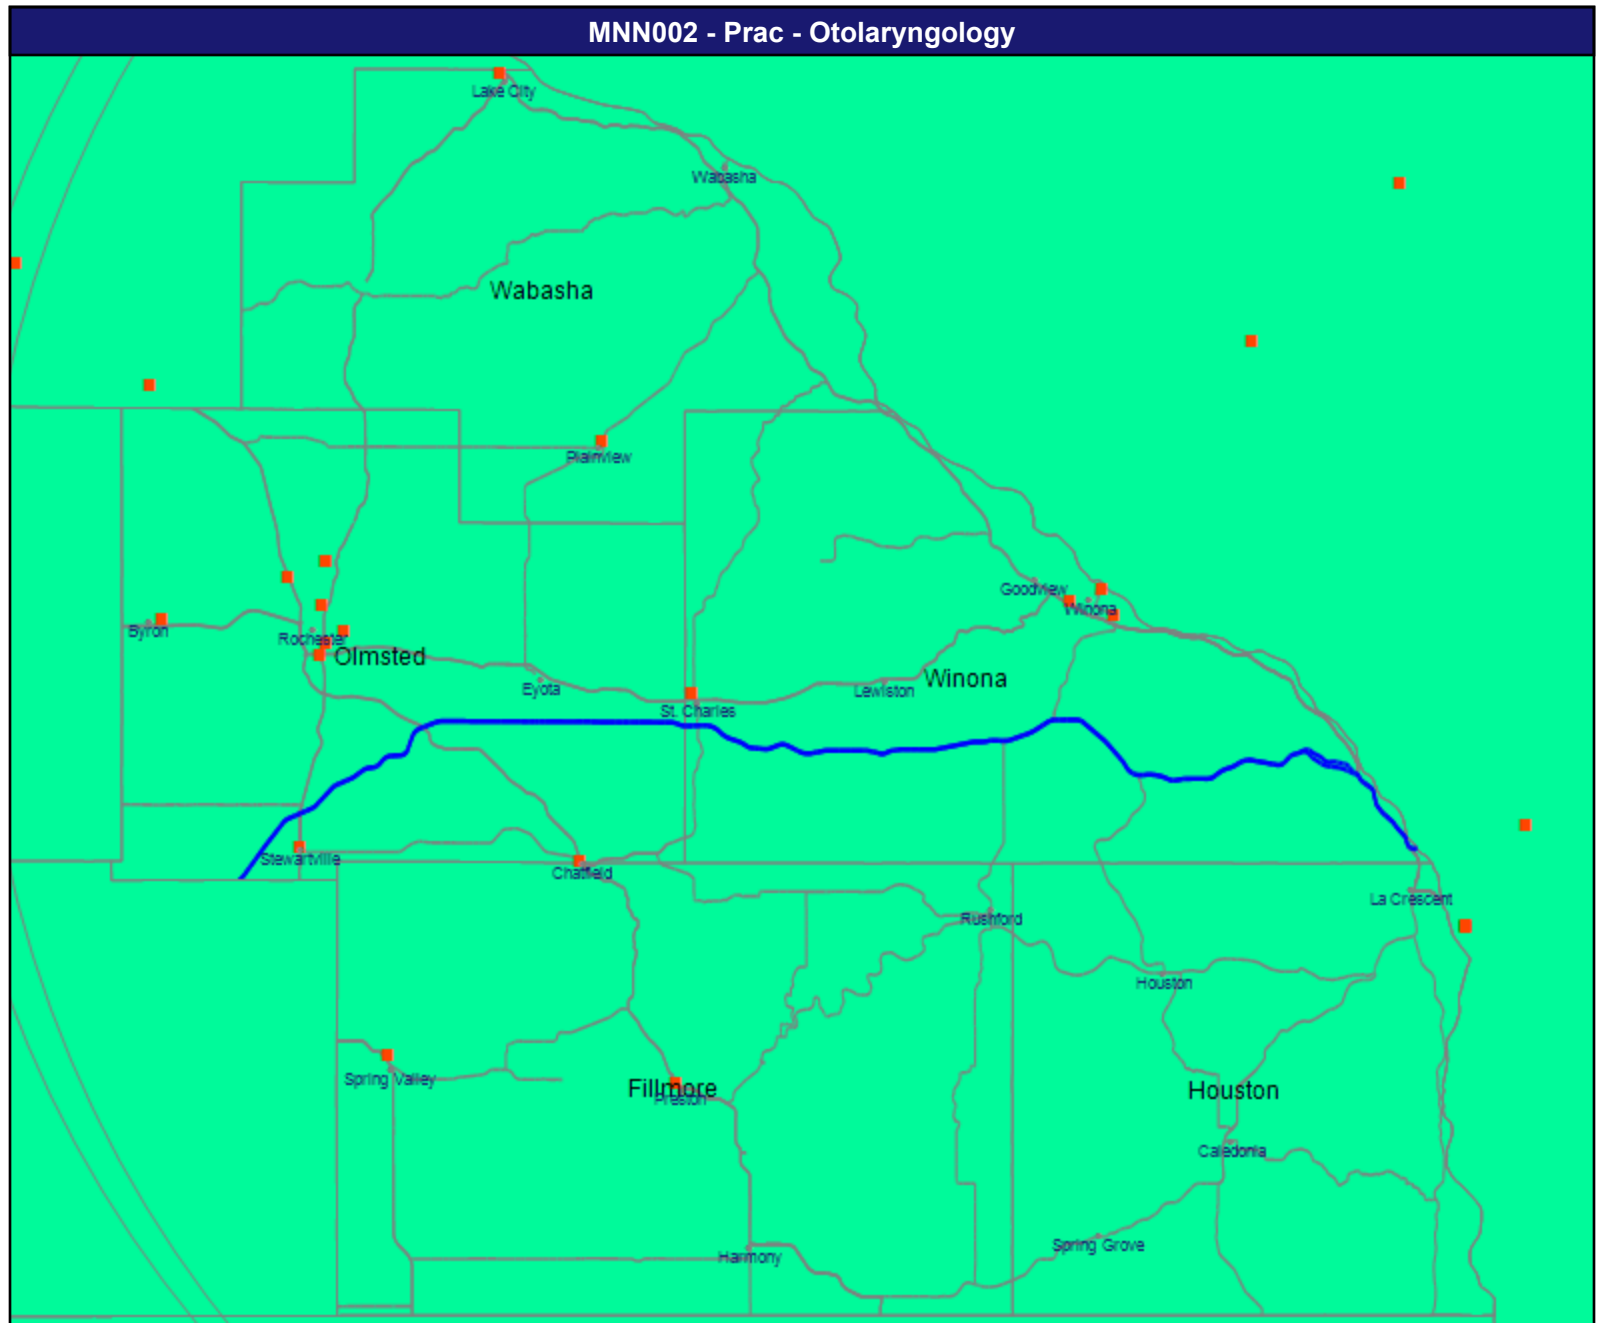 MNN002 - Prac - Otolaryngology
Lake City
Wabasha
Wabasha
Plainview
Goodview
Winona
Byron
Rochester
Olmsted
Eyota
Lewiston
Winona
St. Charles
Stewartville
Chatfield
La Crescent
Rushford
Houston
Spring Valley
Fillmore
Preston
Houston
Caledonia
Harmony
Spring Grove